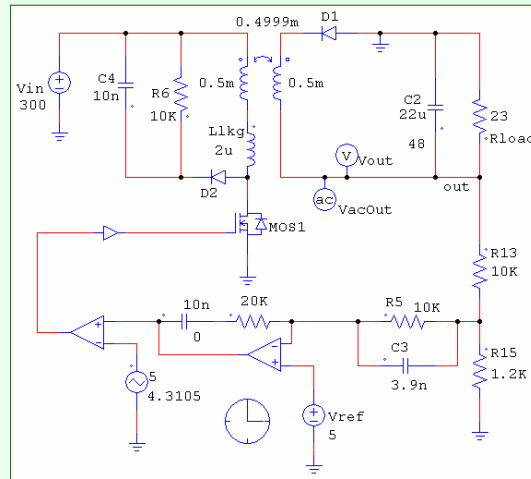 0.4999m
D1
C4
10n
R6
10K
0.5m
0.5m
Vin
300
C2
22u
48
23
Rload
Llkg
2u
V
Vout
D2
out
ac
VacOut
MOS1
R13
10K
10n
0
20K
R5
10K
C3
3.9n
R15
1.2K
5
4.3105
Vref
5